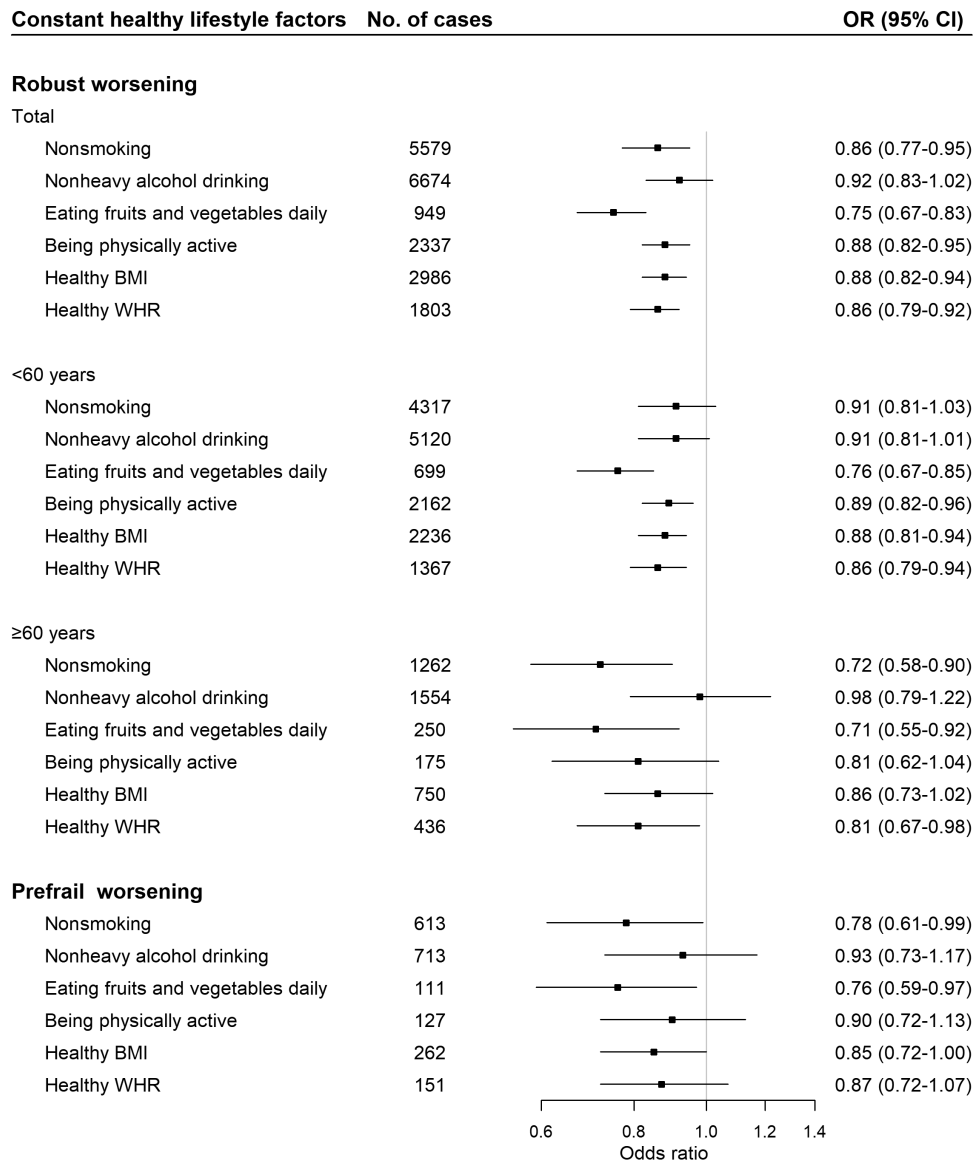 Constant healthy lifestyle factors No. of cases OR (95% CI)
Robust worsening
Total
Nonsmoking 5579 0.86 (0.77-0.95)
Nonheavy alcohol drinking 6674 0.92 (0.83-1.02)
Eating fruits and vegetables daily 949 0.75 (0.67-0.83)
Being physically active 2337 0.88 (0.82-0.95)
Healthy BMI 2986 0.88 (0.82-0.94)
Healthy WHR 1803 0.86 (0.79-0.92)
<60 years
Nonsmoking 4317 0.91 (0.81-1.03)
Nonheavy alcohol drinking 5120 0.91 (0.81-1.01)
Eating fruits and vegetables daily 699 0.76 (0.67-0.85)
Being physically active 2162 0.89 (0.82-0.96)
Healthy BMI 2236 0.88 (0.81-0.94)
Healthy WHR 1367 0.86 (0.79-0.94)
≥60 years
Nonsmoking 1262 0.72 (0.58-0.90)
Nonheavy alcohol drinking 1554 0.98 (0.79-1.22)
Eating fruits and vegetables daily 250 0.71 (0.55-0.92)
Being physically active 175 0.81 (0.62-1.04)
Healthy BMI 750 0.86 (0.73-1.02)
Healthy WHR 436 0.81 (0.67-0.98)
Prefrail worsening
Nonsmoking 613 0.78 (0.61-0.99)
Nonheavy alcohol drinking 713 0.93 (0.73-1.17)
Eating fruits and vegetables daily 111 0.76 (0.59-0.97)
Being physically active 127 0.90 (0.72-1.13)
Healthy BMI 262 0.85 (0.72-1.00)
Healthy WHR 151 0.87 (0.72-1.07)
0.6 0.8 1.0 1.2 1.4
Odds ratio